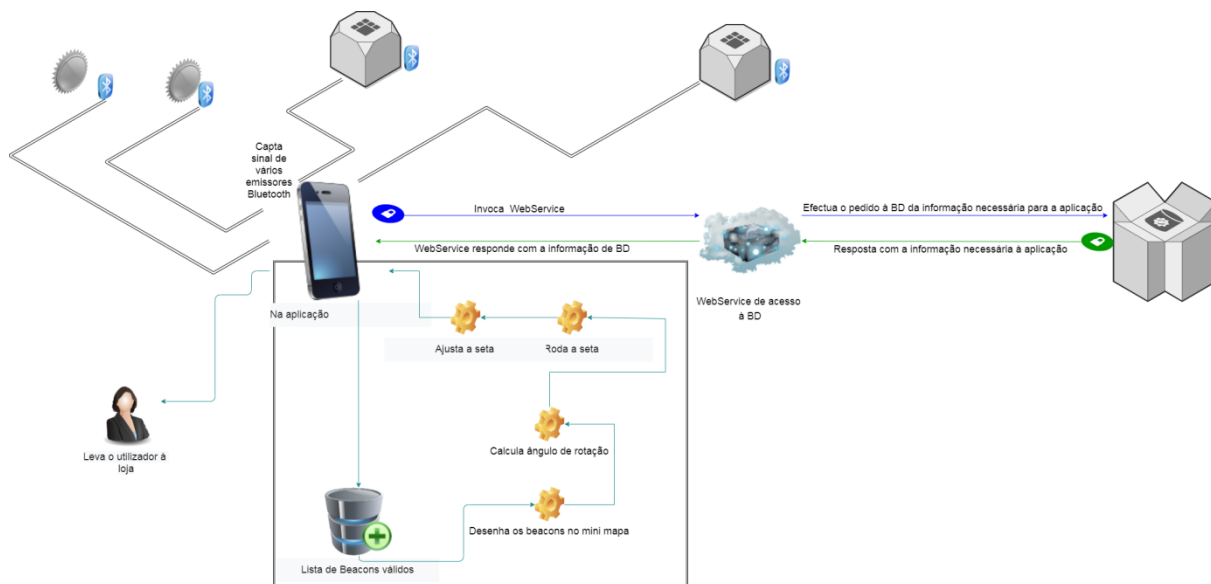 Capta
sinal de
vários
emissores
Bluetooth
Invoca WebService
Efectua o pedido à BD da informação necessária para a aplicação
WebService responde com a informação de BD
Resposta com a informação necessária à aplicação
WebService de acesso
à BD
Na aplicação
Ajusta a seta
Roda a seta
Calcula ângulo de rotação
Leva o utilizador à
loja
Desenha os beacons no mini mapa
Lista de Beacons válidos